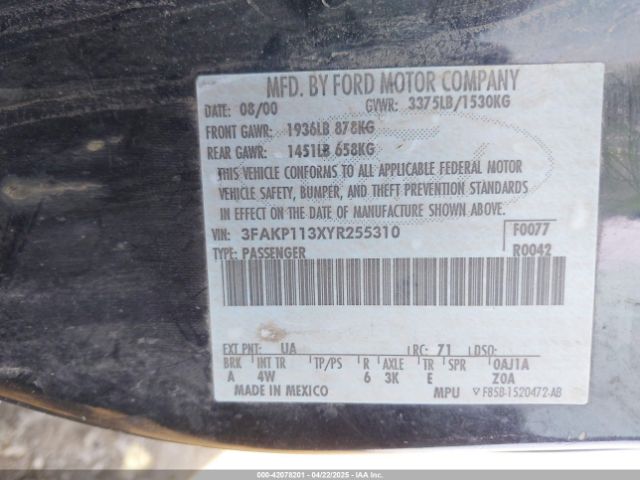 MFD. BY FORD MOTOR COMPANY
DATE: 08/00 GVWR: 3375LB/1530KG
FRONT GAWR: 1936LB 878KG
REAR GAWR: 1451LB 658KG
THIS VEHICLE CONFORMS TO ALL APPLICABLE FEDERAL MOTOR
VEHICLE SAFETY, BUMPER, AND THEFT PREVENTION STANDARDS
IN EFFECT ON THE DATE OF MANUFACTURE SHOWN ABOVE.
VIN: 3FAKP113XYR255310 F0077
TYPE: PASSENGER R0042
EXT PNT: UA RC: 71 DSO:
BRK INT TR TP/PS R AXLE TR SPR 0AJ1A
A 4W 6 3K E Z0A
MADE IN MEXICO MPU F85B-1520472-AB
000-42078201 - 04/22/2025 - IAAI.COM